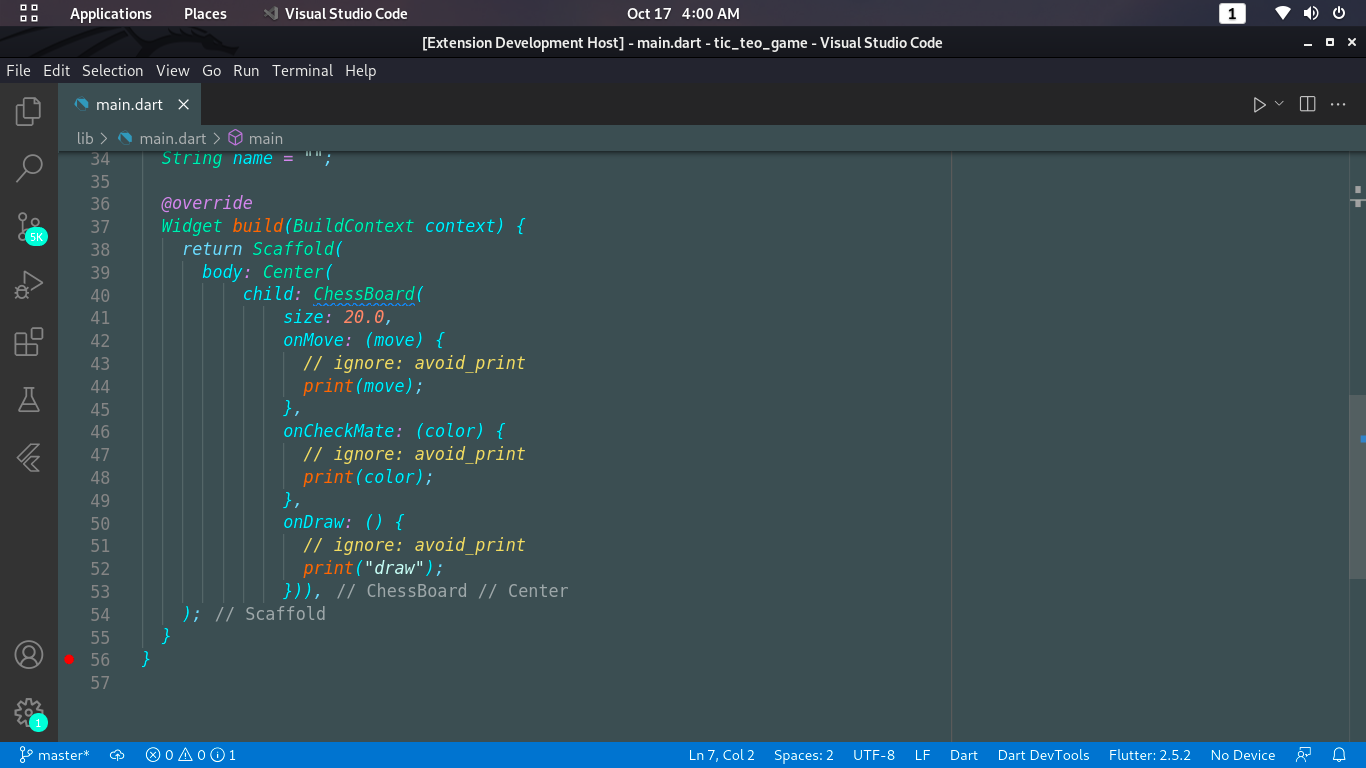 Applications Places Visual Studio Code Oct 17 4:00 AM 1
[Extension Development Host] - main.dart - tic_teo_game - Visual Studio Code
File Edit Selection View Go Run Terminal Help
main.dart
lib > main.dart > main
34 String name = "";
35
36 @override
37 Widget build(BuildContext context) {
38 return Scaffold(
39 body: Center(
40 child: ChessBoard(
41 size: 20.0,
42 onMove: (move) {
43 // ignore: avoid_print
44 print(move);
45 },
46 onCheckMate: (color) {
47 // ignore: avoid_print
48 print(color);
49 },
50 onDraw: () {
51 // ignore: avoid_print
52 print("draw");
53 })), // ChessBoard // Center
54 ); // Scaffold
55 }
56 }
57
5K
1
master* 0 0 1 Ln 7, Col 2 Spaces: 2 UTF-8 LF Dart Dart DevTools Flutter: 2.5.2 No Device